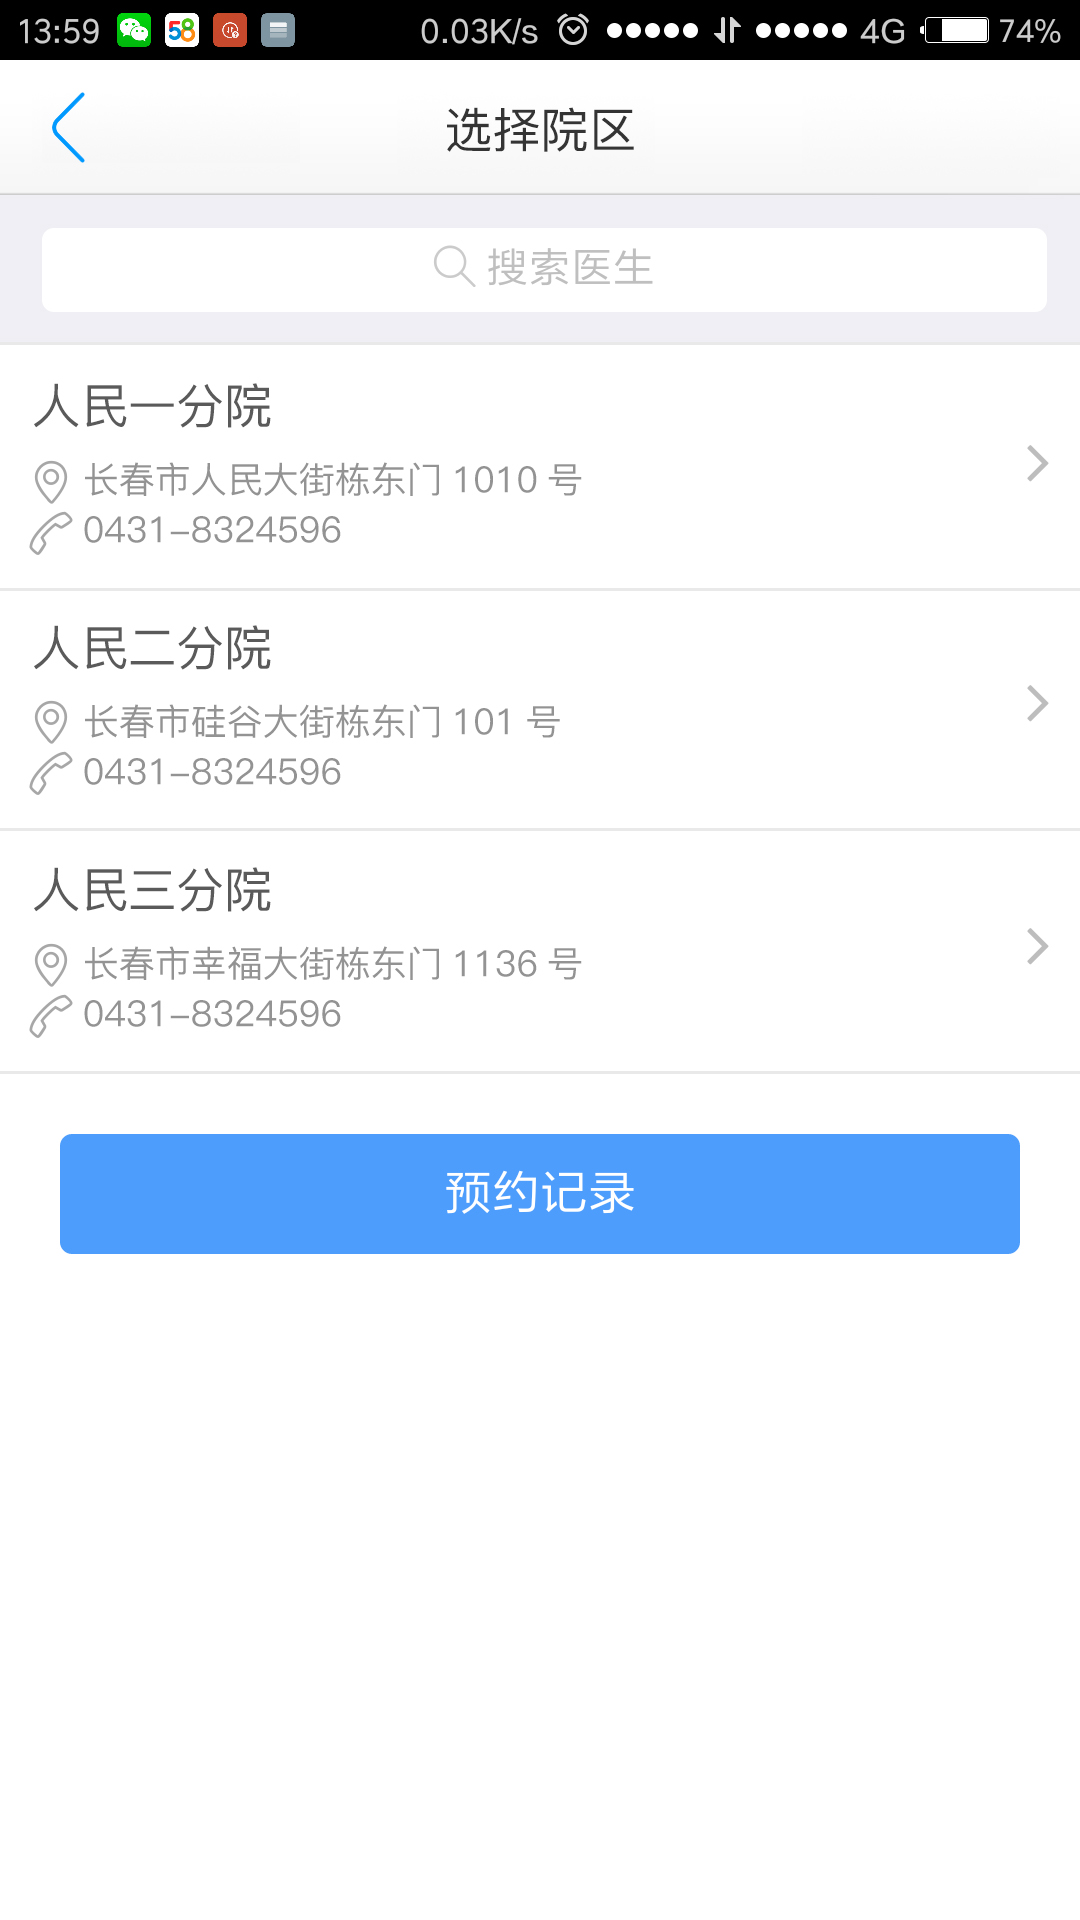 13:59 58 0.03K/s 4G 74%
选择院区
搜索医生
人民一分院
长春市人民大街栋东门 1010 号
0431-8324596
人民二分院
长春市硅谷大街栋东门 101 号
0431-8324596
人民三分院
长春市幸福大街栋东门 1136 号
0431-8324596
预约记录